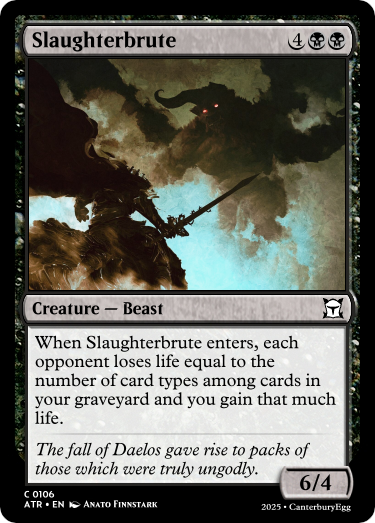 Slaughterbrute 4
Creature — Beast
When Slaughterbrute enters, each
opponent loses life equal to the
number of card types among cards in
your graveyard and you gain that much
life.
The fall of Daelos gave rise to packs of
those which were truly ungodly.
6/4
C 0106
ATR • EN Anato Finnstark
2025 • CanterburyEgg